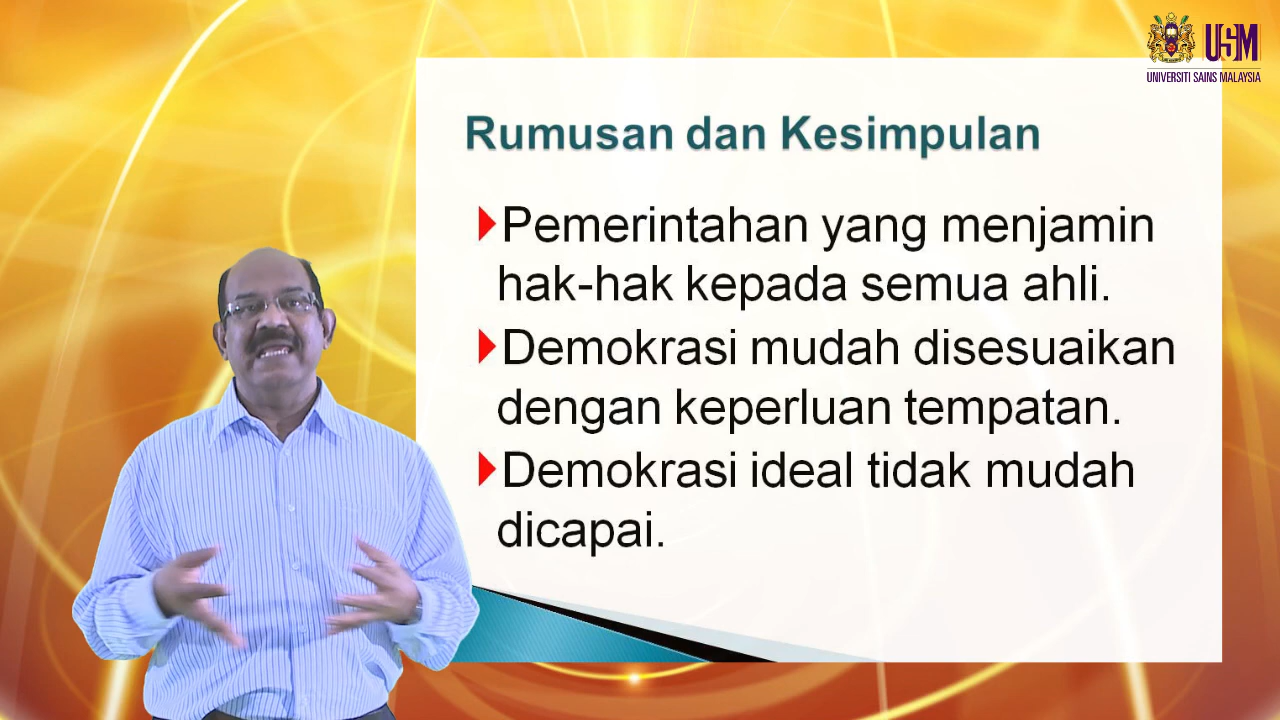 USM
UNIVERSITI SAINS MALAYSIA
Rumusan dan Kesimpulan
Pemerintahan yang menjamin
hak-hak kepada semua ahli.
Demokrasi mudah disesuaikan
dengan keperluan tempatan.
Demokrasi ideal tidak mudah
dicapai.